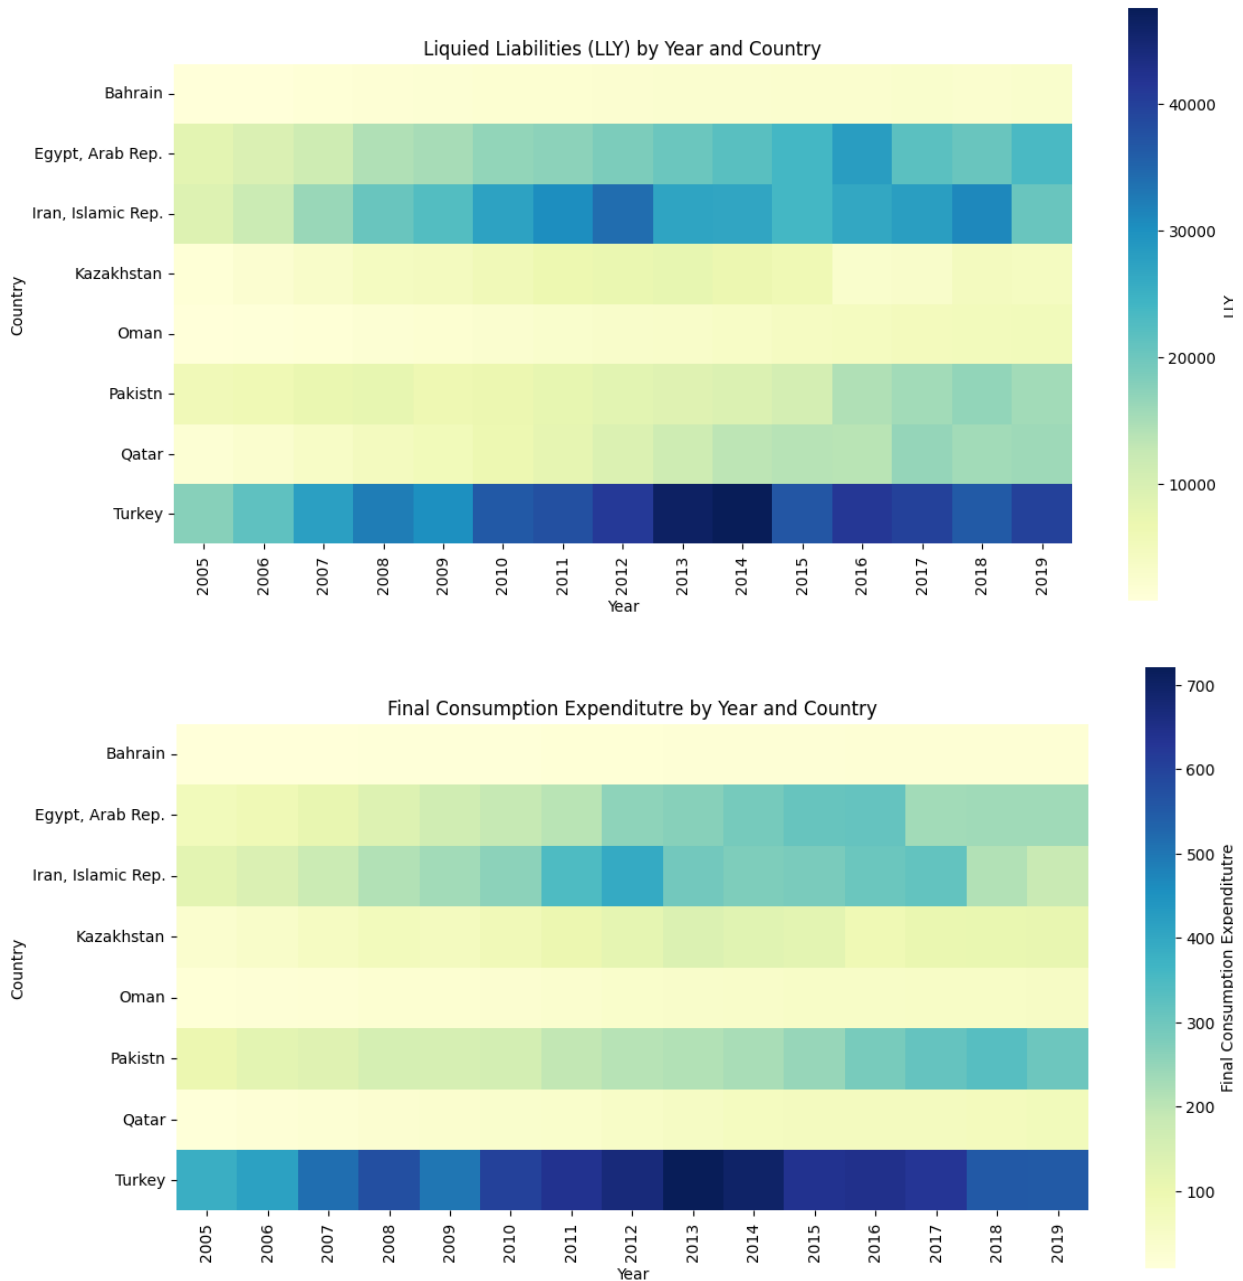 Liquied Liabilities (LLY) by Year and Country
Bahrain
Egypt, Arab Rep.
Iran, Islamic Rep.
Kazakhstan
Oman
Pakistn
Qatar
Turkey
Country
2005 2006 2007 2008 2009 2010 2011 2012 2013 2014 2015 2016 2017 2018 2019
Year
40000
30000
20000
10000
LLY
Final Consumption Expenditutre by Year and Country
Bahrain
Egypt, Arab Rep.
Iran, Islamic Rep.
Kazakhstan
Oman
Pakistn
Qatar
Turkey
Country
2005 2006 2007 2008 2009 2010 2011 2012 2013 2014 2015 2016 2017 2018 2019
Year
700
600
500
400
300
200
100
Final Consumption Expenditutre